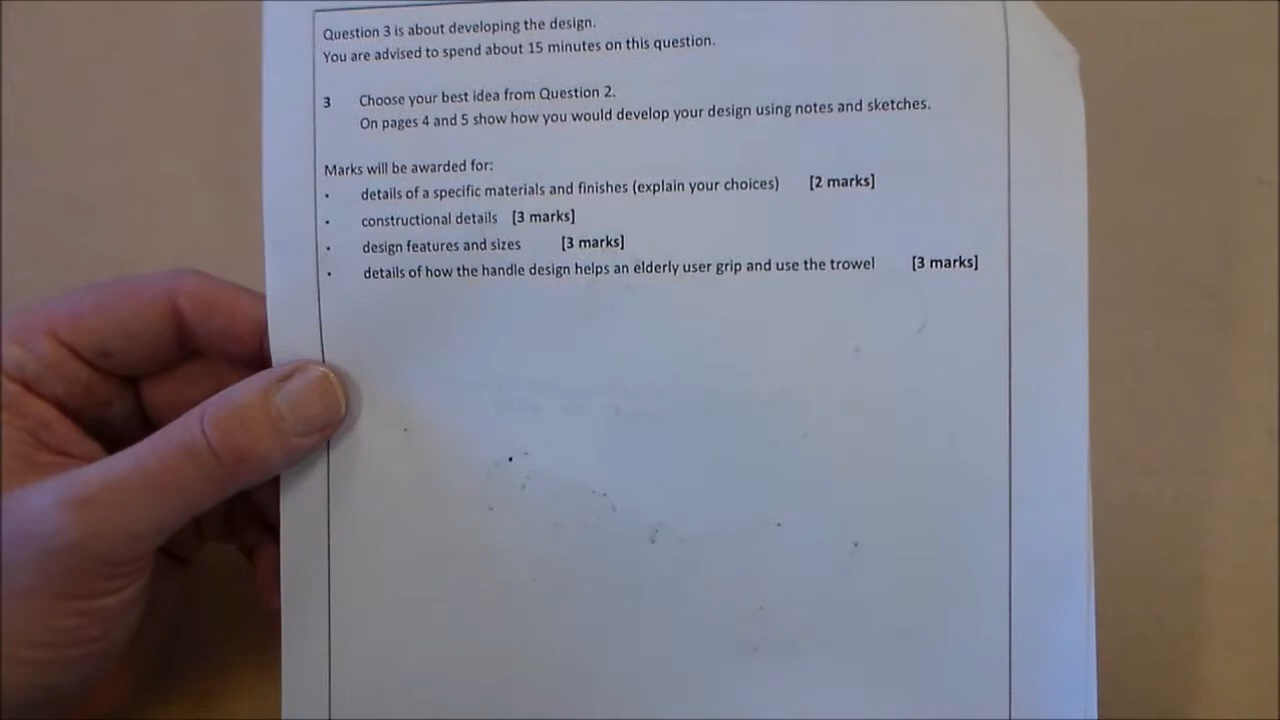 Question 3 is about developing the design.
You are advised to spend about 15 minutes on this question.
3 Choose your best idea from Question 2.
On pages 4 and 5 show how you would develop your design using notes and sketches.
Marks will be awarded for:
• details of a specific materials and finishes (explain your choices) [2 marks]
• constructional details [3 marks]
• design features and sizes [3 marks]
• details of how the handle design helps an elderly user grip and use the trowel [3 marks]